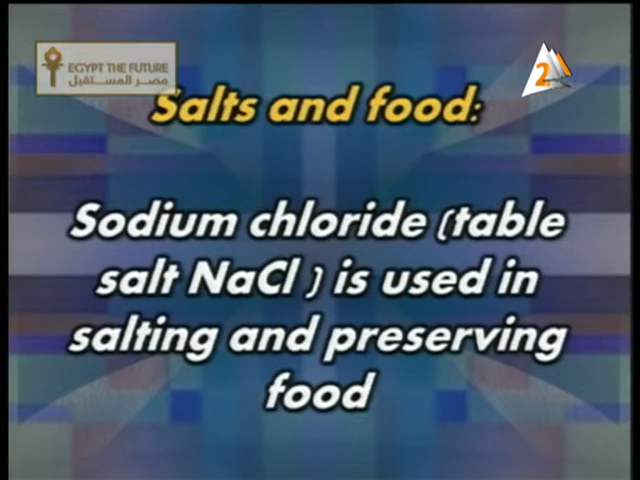 EGYPT THE FUTURE
مصر المستقبل
2
Salts and food:
Sodium chloride (table
salt NaCl ) is used in
salting and preserving
food